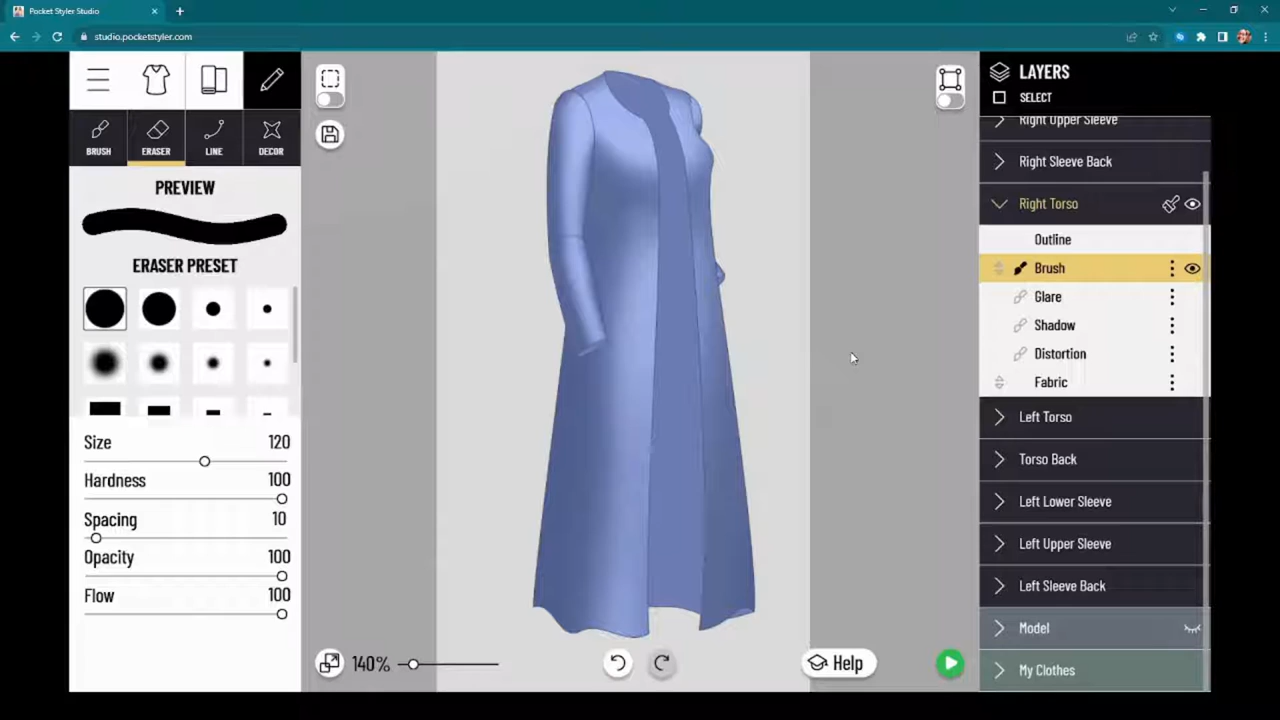 Pocket Styler Studio
studio.pocketstyler.com
BRUSH
ERASER
LINE
DECOR
PREVIEW
ERASER PRESET
Size 120
Hardness 100
Spacing 10
Opacity 100
Flow 100
140%
Help
LAYERS
SELECT
Right Upper Sleeve
Right Sleeve Back
Right Torso
Outline
Brush
Glare
Shadow
Distortion
Fabric
Left Torso
Torso Back
Left Lower Sleeve
Left Upper Sleeve
Left Sleeve Back
Model
My Clothes